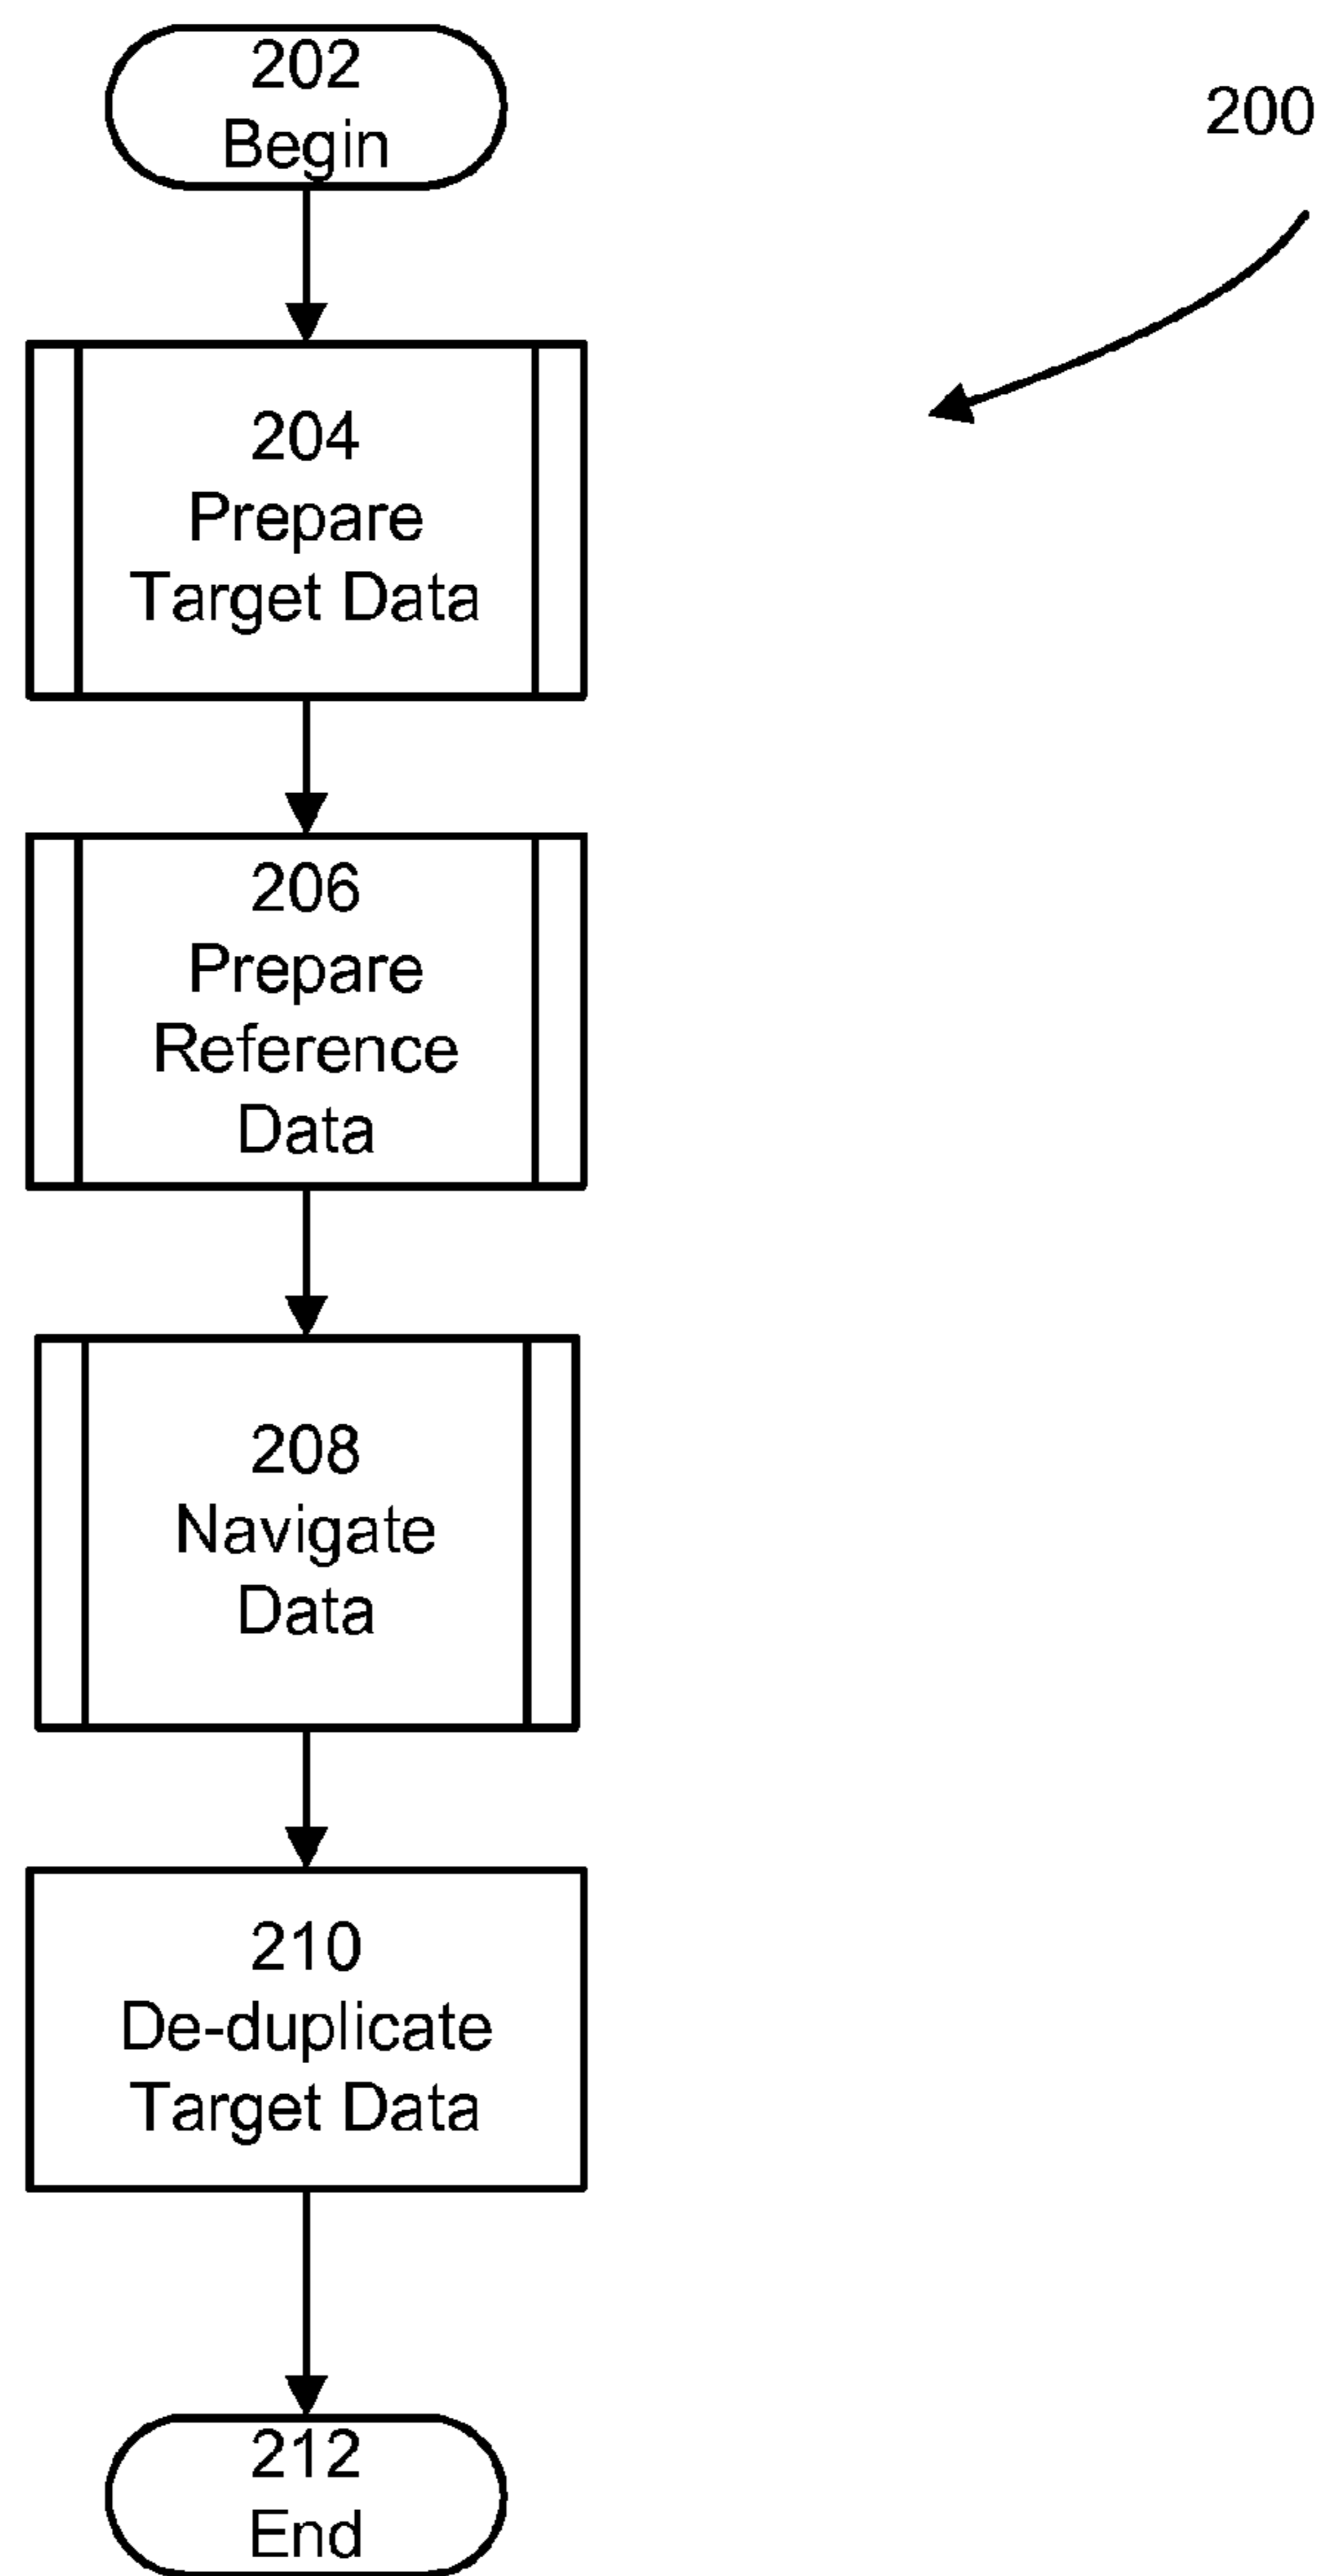 202
Begin
200
204
Prepare
Target Data
206
Prepare
Reference
Data
208
Navigate
Data
210
De-duplicate
Target Data
212
End